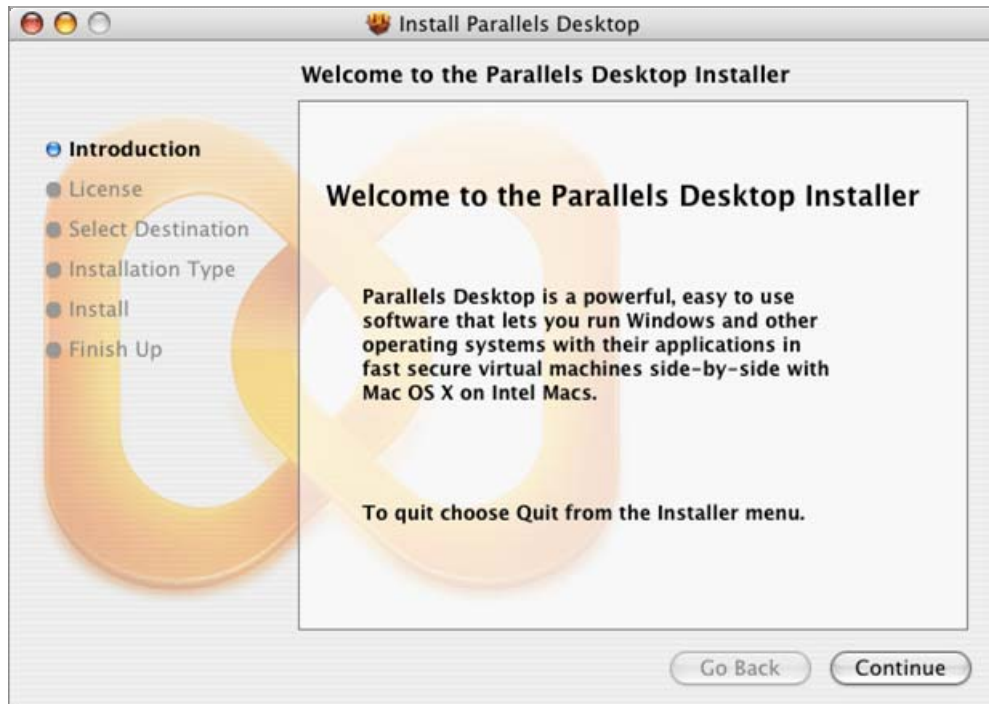 Install Parallels Desktop
Welcome to the Parallels Desktop Installer
Introduction
License
Select Destination
Installation Type
Install
Finish Up
Welcome to the Parallels Desktop Installer
Parallels Desktop is a powerful, easy to use
software that lets you run Windows and other
operating systems with their applications in
fast secure virtual machines side-by-side with
Mac OS X on Intel Macs.
To quit choose Quit from the Installer menu.
Go Back
Continue